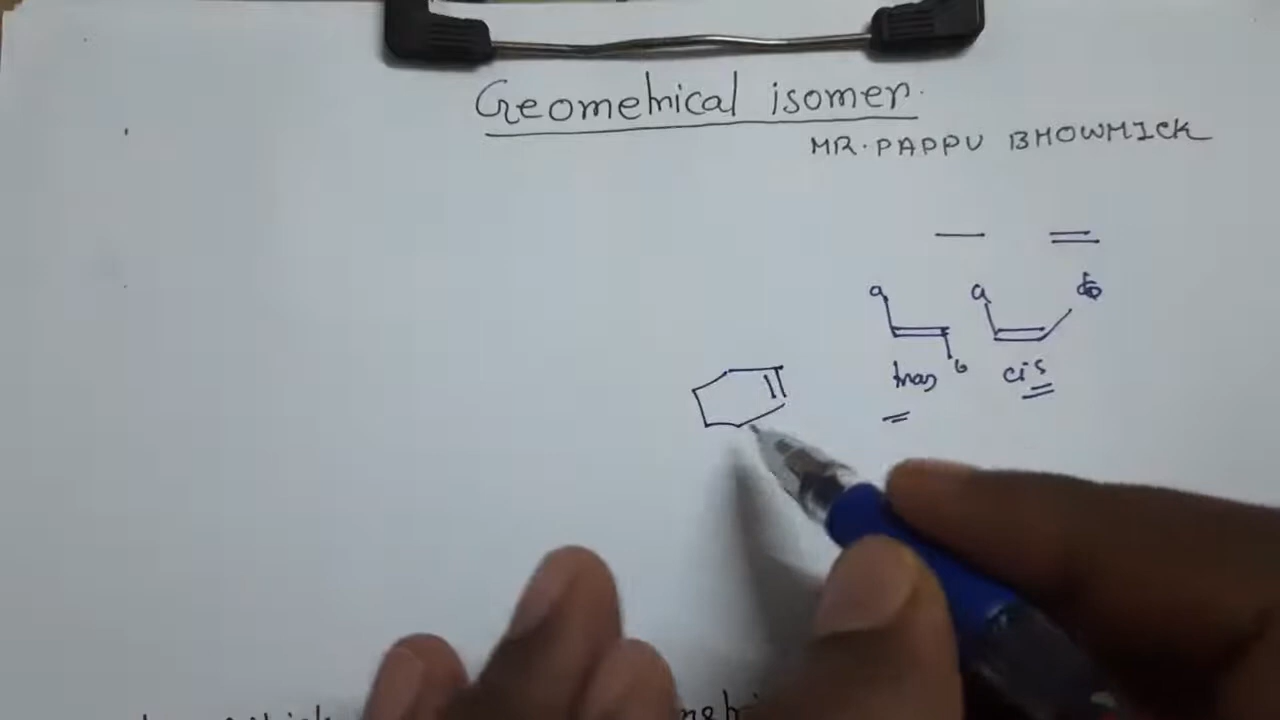 Geometrical isomer.
MR. PAPPU BHOWMICK
a a
b
trans cis